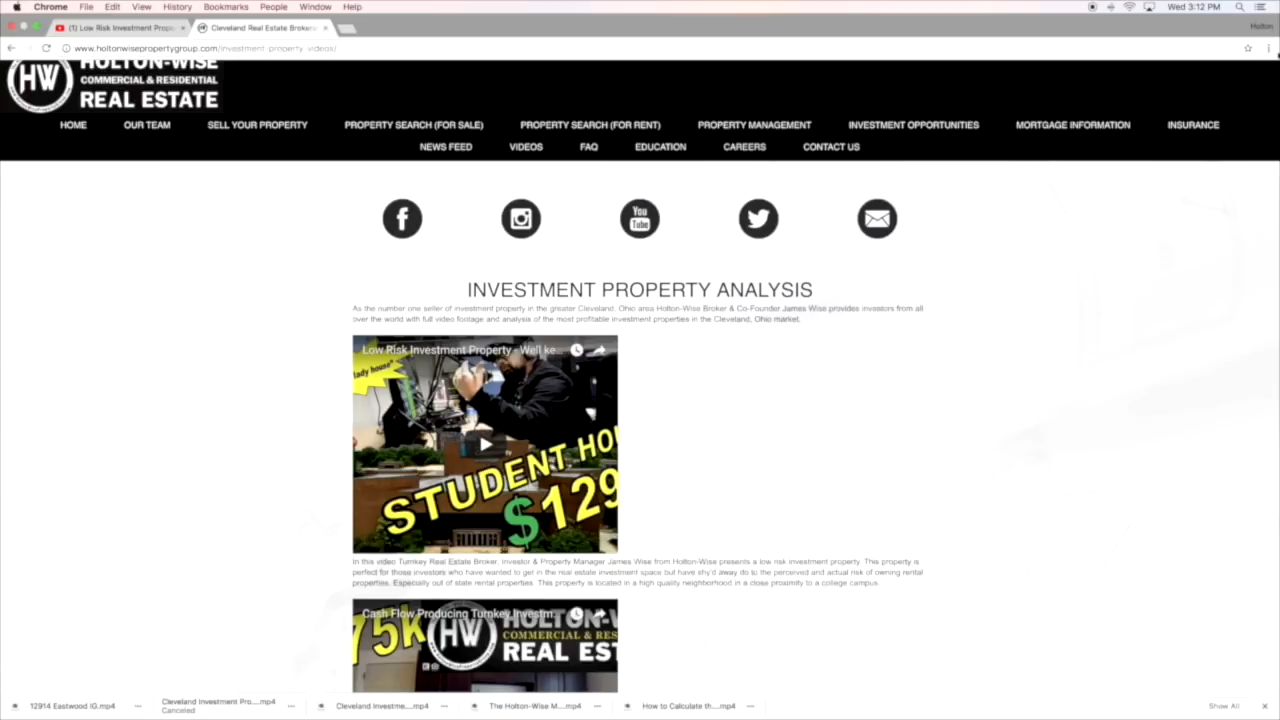 Chrome File Edit View History Bookmarks People Window Help Wed 3:12 PM
(1) Low Risk Investment Prope Cleveland Real Estate Brokera Holton
www.holtonwisepropertygroup.com/investment-property-videos/
HW
HOLTON-WISE
COMMERCIAL & RESIDENTIAL
REAL ESTATE
HOME OUR TEAM SELL YOUR PROPERTY PROPERTY SEARCH (FOR SALE) PROPERTY SEARCH (FOR RENT) PROPERTY MANAGEMENT INVESTMENT OPPORTUNITIES MORTGAGE INFORMATION INSURANCE
NEWS FEED VIDEOS FAQ EDUCATION CAREERS CONTACT US
You
Tube
INVESTMENT PROPERTY ANALYSIS
As the number one seller of investment property in the greater Cleveland, Ohio area Holton-Wise Broker & Co-Founder James Wise provides investors from all
over the world with full video footage and analysis of the most profitable investment properties in the Cleveland, Ohio market.
Low Risk Investment Property - Well ke...
lady house"
STUDENT HOU
$129
In this video Turnkey Real Estate Broker, Investor & Property Manager James Wise from Holton-Wise presents a low risk investment property. This property is
perfect for those investors who have wanted to get in the real estate investment space but have shy'd away do to the perceived and actual risk of owning rental
properties. Especially out of state rental properties. This property is located in a high quality neighborhood in a close proximity to a college campus.
Cash Flow Producing Turnkey Investm...
75k
HW
HOLTON-W
COMMERCIAL & RES
REAL EST
12914 Eastwood IG.mp4 Cleveland Investment Pro....mp4 Cleveland Investme....mp4 The Holton-Wise M....mp4 How to Calculate th....mp4 Show All
Canceled